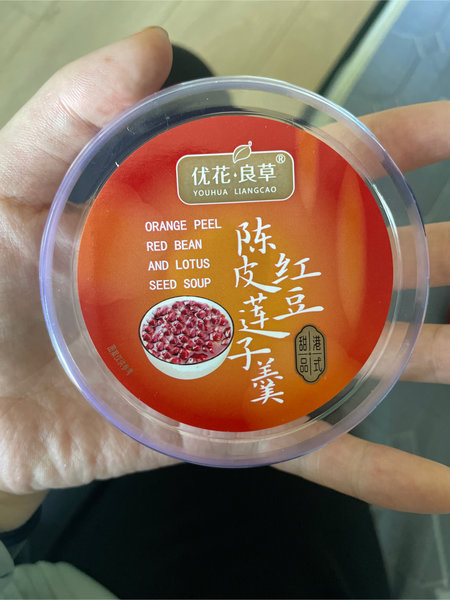 优花·良草®
YOUHUA LIANGCAO
ORANGE PEEL
RED BEAN
AND LOTUS
SEED SOUP
陈皮
红豆
莲子羹
港式
甜品